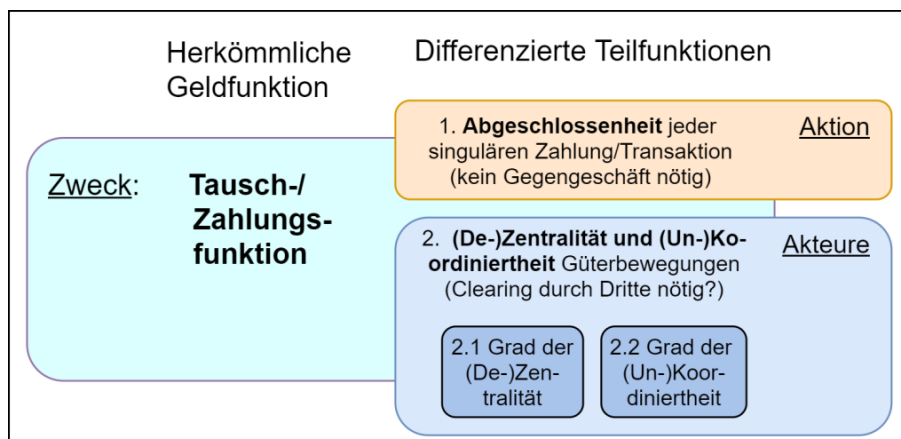 Herkömmliche
Geldfunktion
Differenzierte Teilfunktionen
Zweck:
Tausch-/
Zahlungs-
funktion
1. Abgeschlossenheit jeder
singulären Zahlung/Transaktion
(kein Gegengeschäft nötig)
Aktion
2. (De-)Zentralität und (Un-)Ko-
ordiniertheit Güterbewegungen
(Clearing durch Dritte nötig?)
Akteure
2.1 Grad der
(De-)Zen-
tralität
2.2 Grad der
(Un-)Koor-
diniertheit